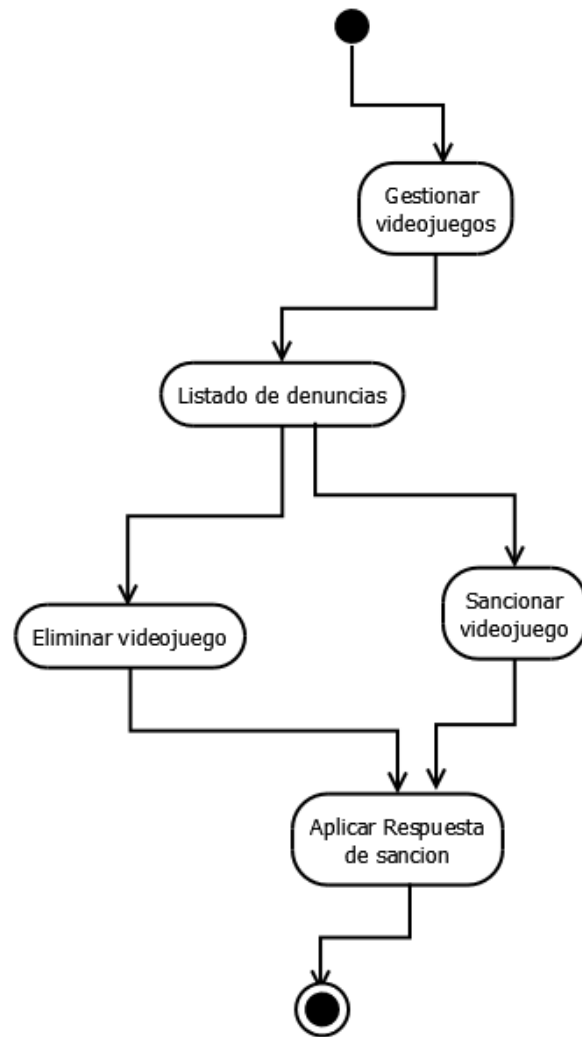 Gestionar
videojuegos
Listado de denuncias
Eliminar videojuego
Sancionar
videojuego
Aplicar Respuesta
de sancion